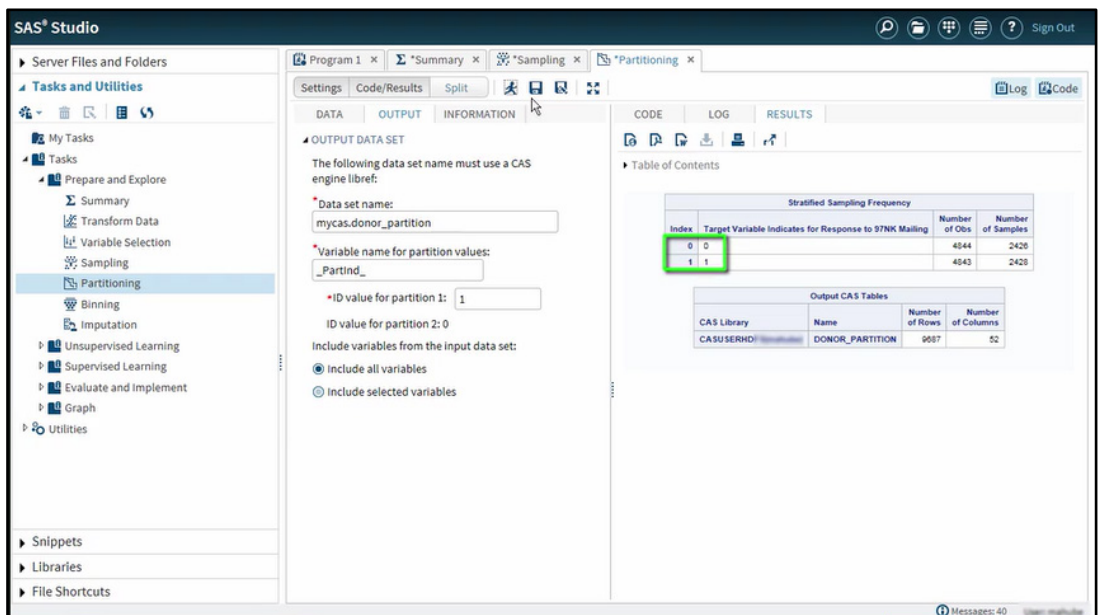 SAS® Studio
? Sign Out
Server Files and Folders
Tasks and Utilities
My Tasks
Tasks
Prepare and Explore
Σ Summary
Transform Data
Variable Selection
Sampling
Partitioning
Binning
Imputation
Unsupervised Learning
Supervised Learning
Evaluate and Implement
Graph
Utilities
Snippets
Libraries
File Shortcuts
Program 1 × Σ *Summary × *Sampling × *Partitioning ×
Settings Code/Results Split
Log Code
DATA OUTPUT INFORMATION
OUTPUT DATA SET
The following data set name must use a CAS
engine libref:
*Data set name:
mycas.donor_partition
*Variable name for partition values:
_PartInd_
*ID value for partition 1: 1
ID value for partition 2: 0
Include variables from the input data set:
Include all variables
Include selected variables
CODE LOG RESULTS
Table of Contents
Stratified Sampling Frequency
Index Target Variable Indicates for Response to 97NK Mailing Number of Obs Number of Samples
0 0 4844 2426
1 1 4843 2428
Output CAS Tables
CAS Library Name Number of Rows Number of Columns
CASUSERHD DONOR_PARTITION 9687 52
Messages: 40